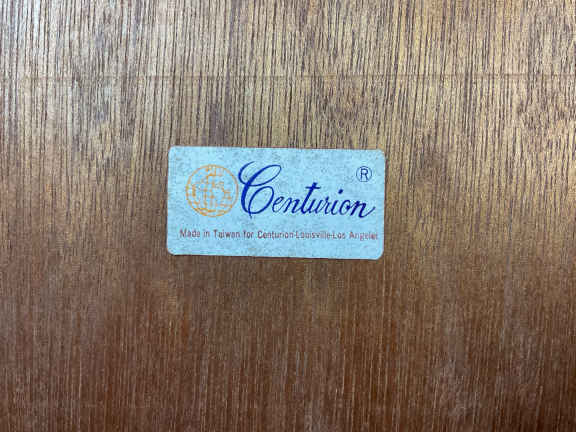 Centurion ®
Made in Taiwan for Centurion-Louisville-Los Angeles